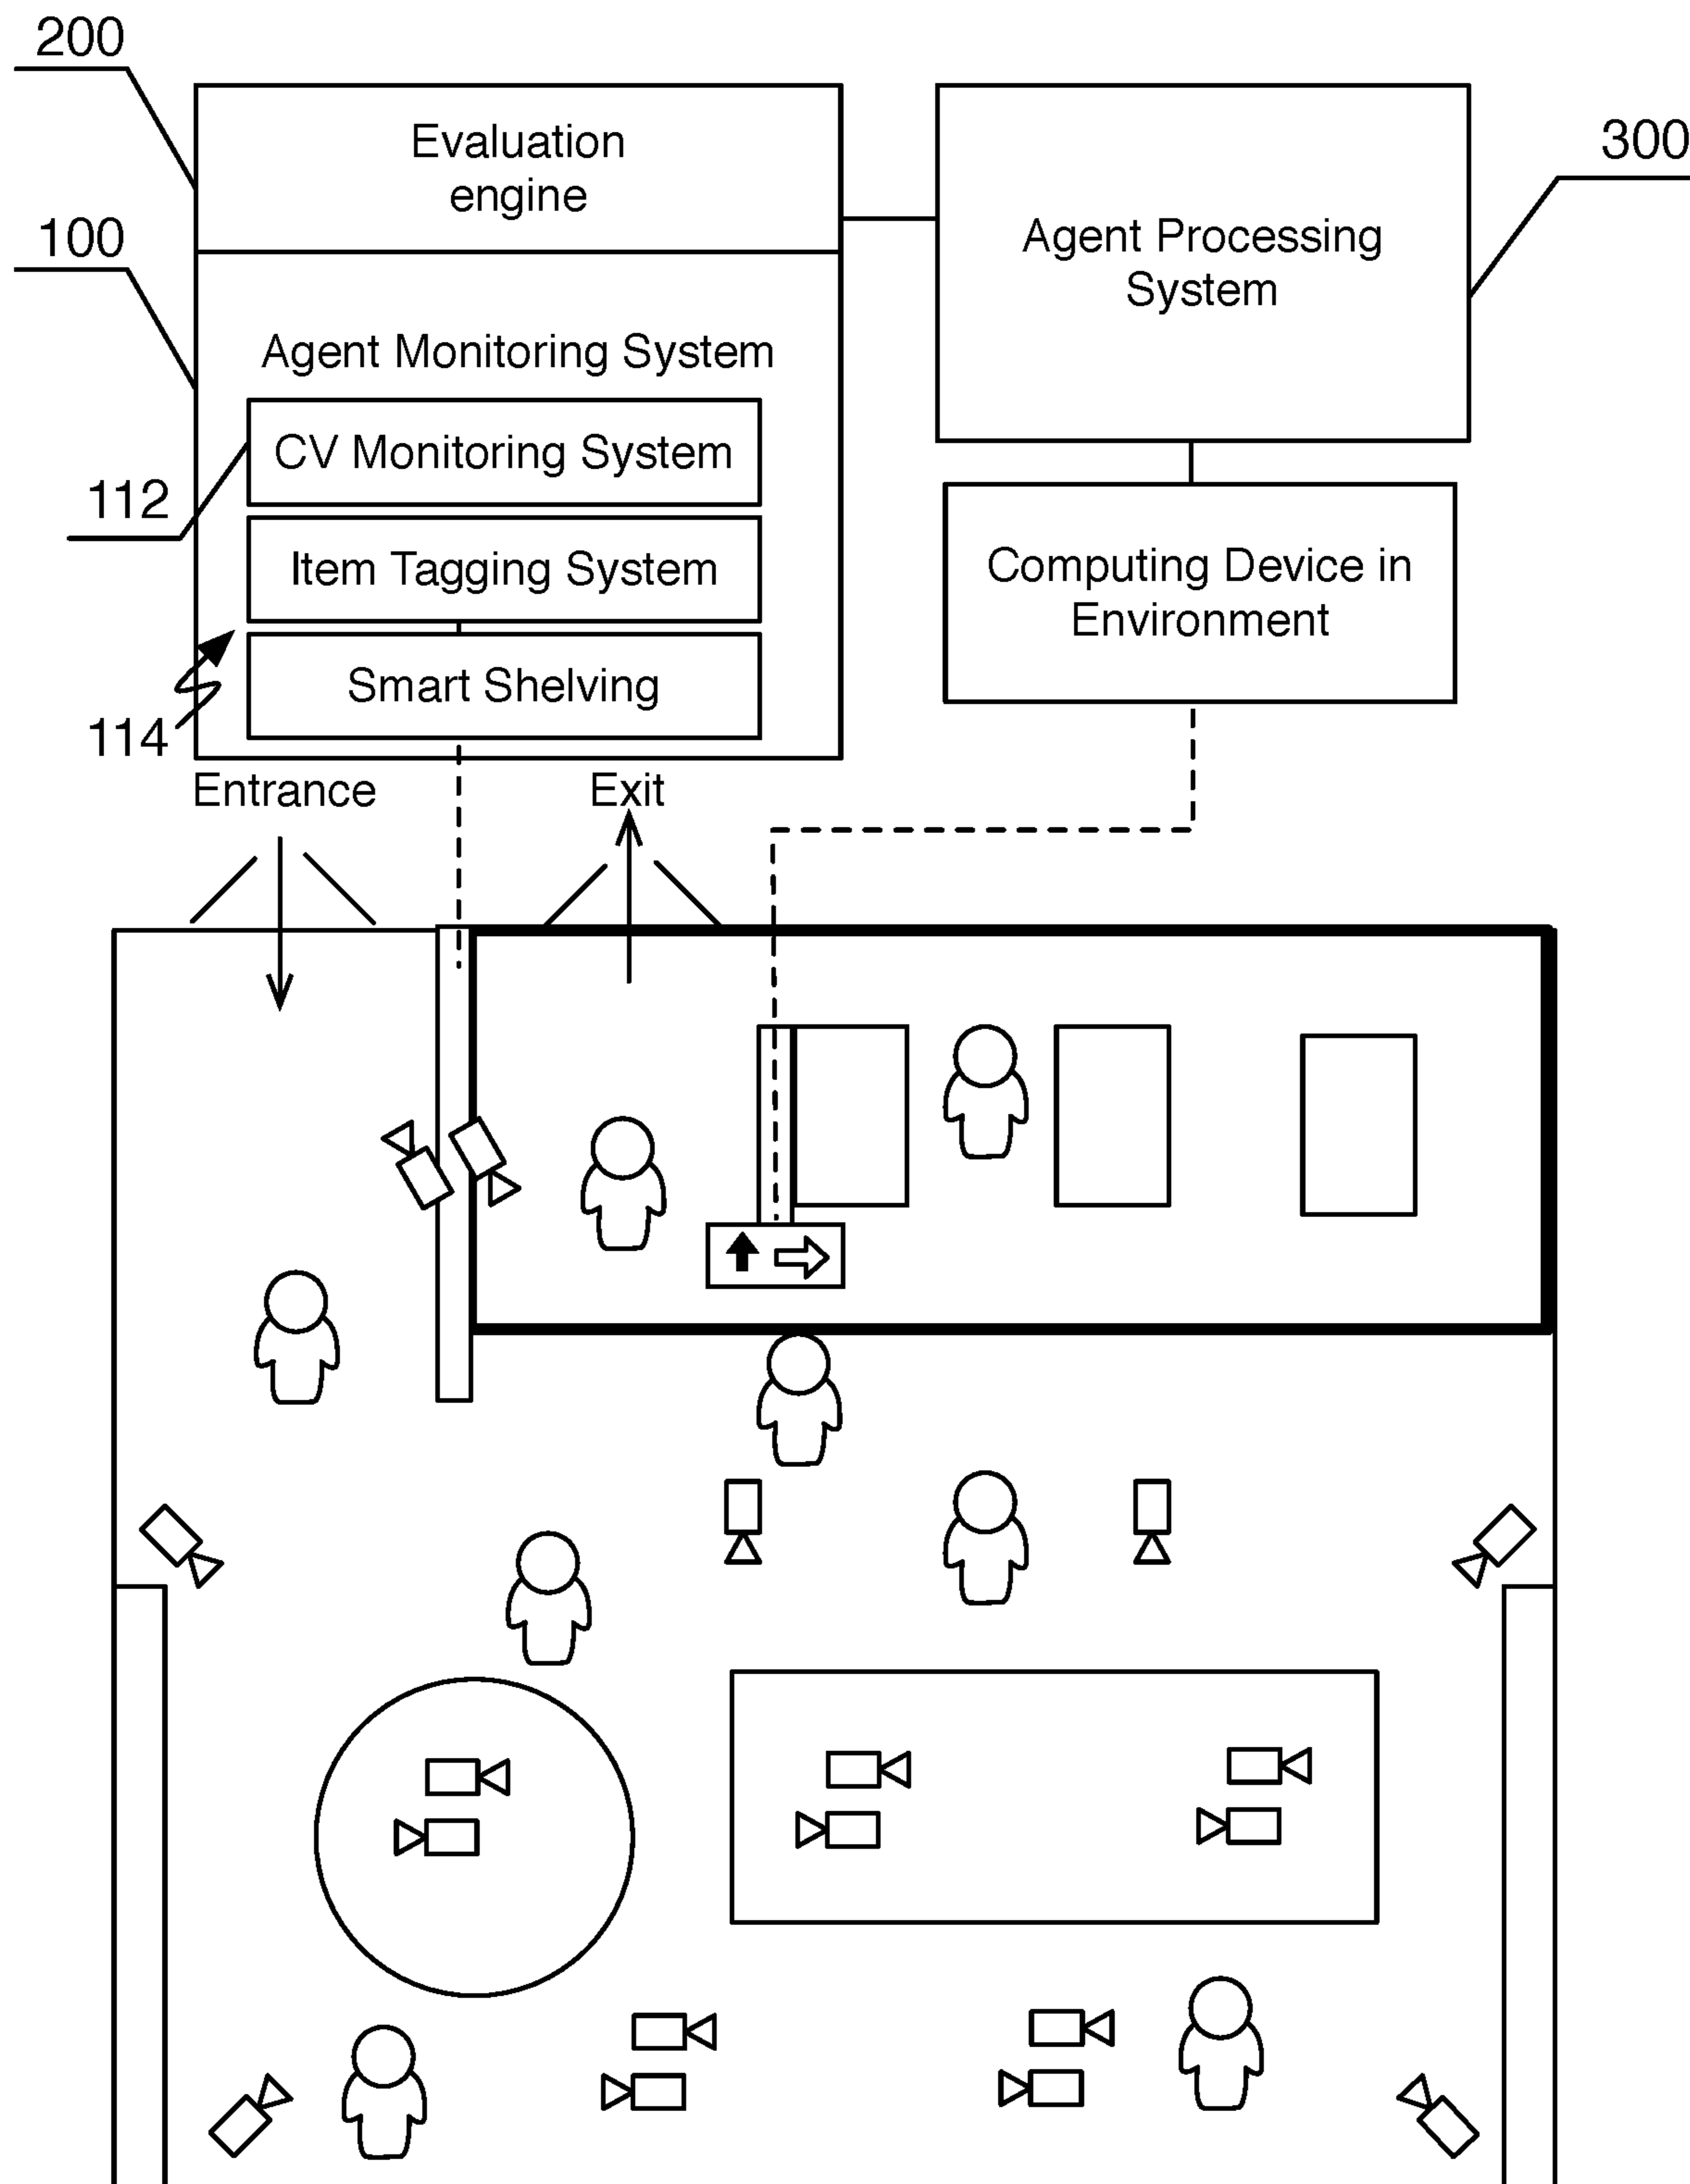 200
Evaluation
engine
300
100
Agent Processing
System
Agent Monitoring System
CV Monitoring System
112
Item Tagging System
Computing Device in
Environment
Smart Shelving
114
Entrance
Exit